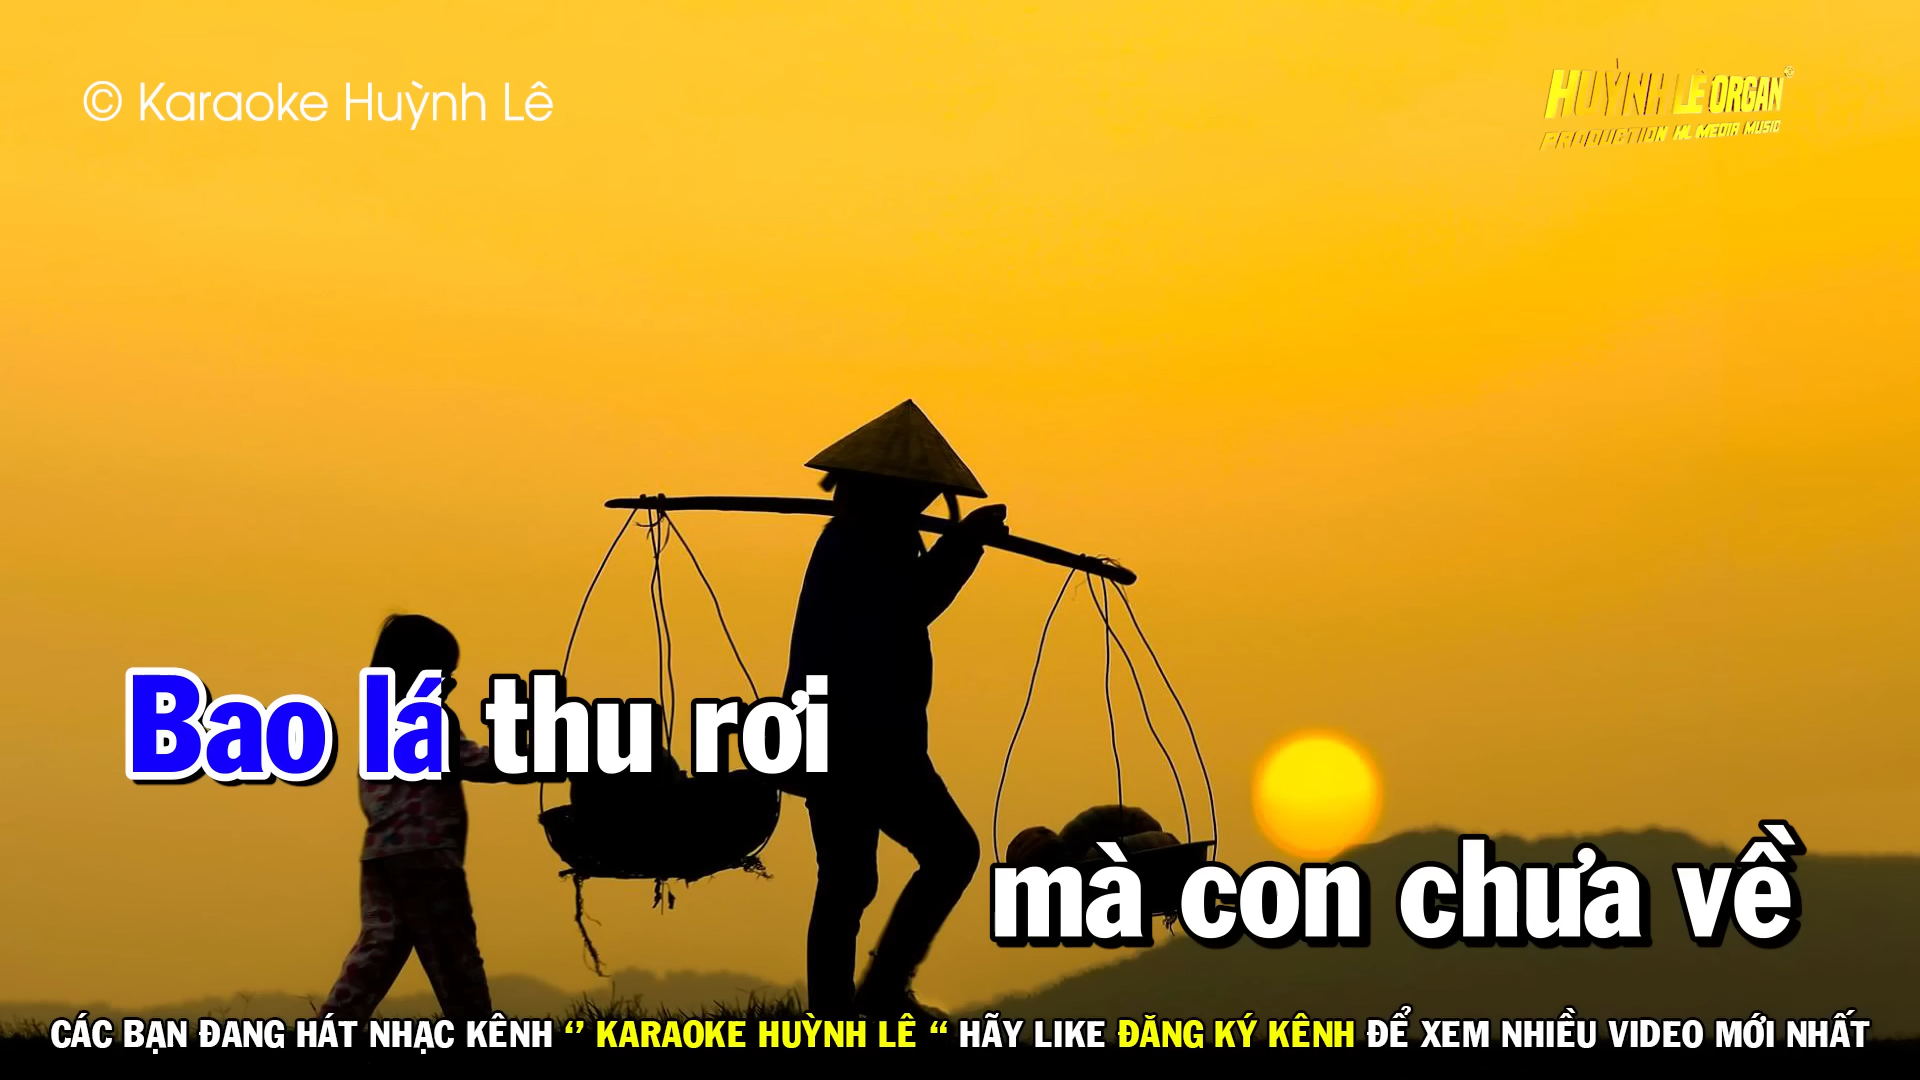 © Karaoke Huỳnh Lê
HUỲNH LÊ ORGAN
PRODUCTION HL MEDIA MUSIC
Bao lá thu rơi
mà con chưa về
CÁC BẠN ĐANG HÁT NHẠC KÊNH ‘’ KARAOKE HUỲNH LÊ “ HÃY LIKE ĐĂNG KÝ KÊNH ĐỂ XEM NHIỀU VIDEO MỚI NHẤT